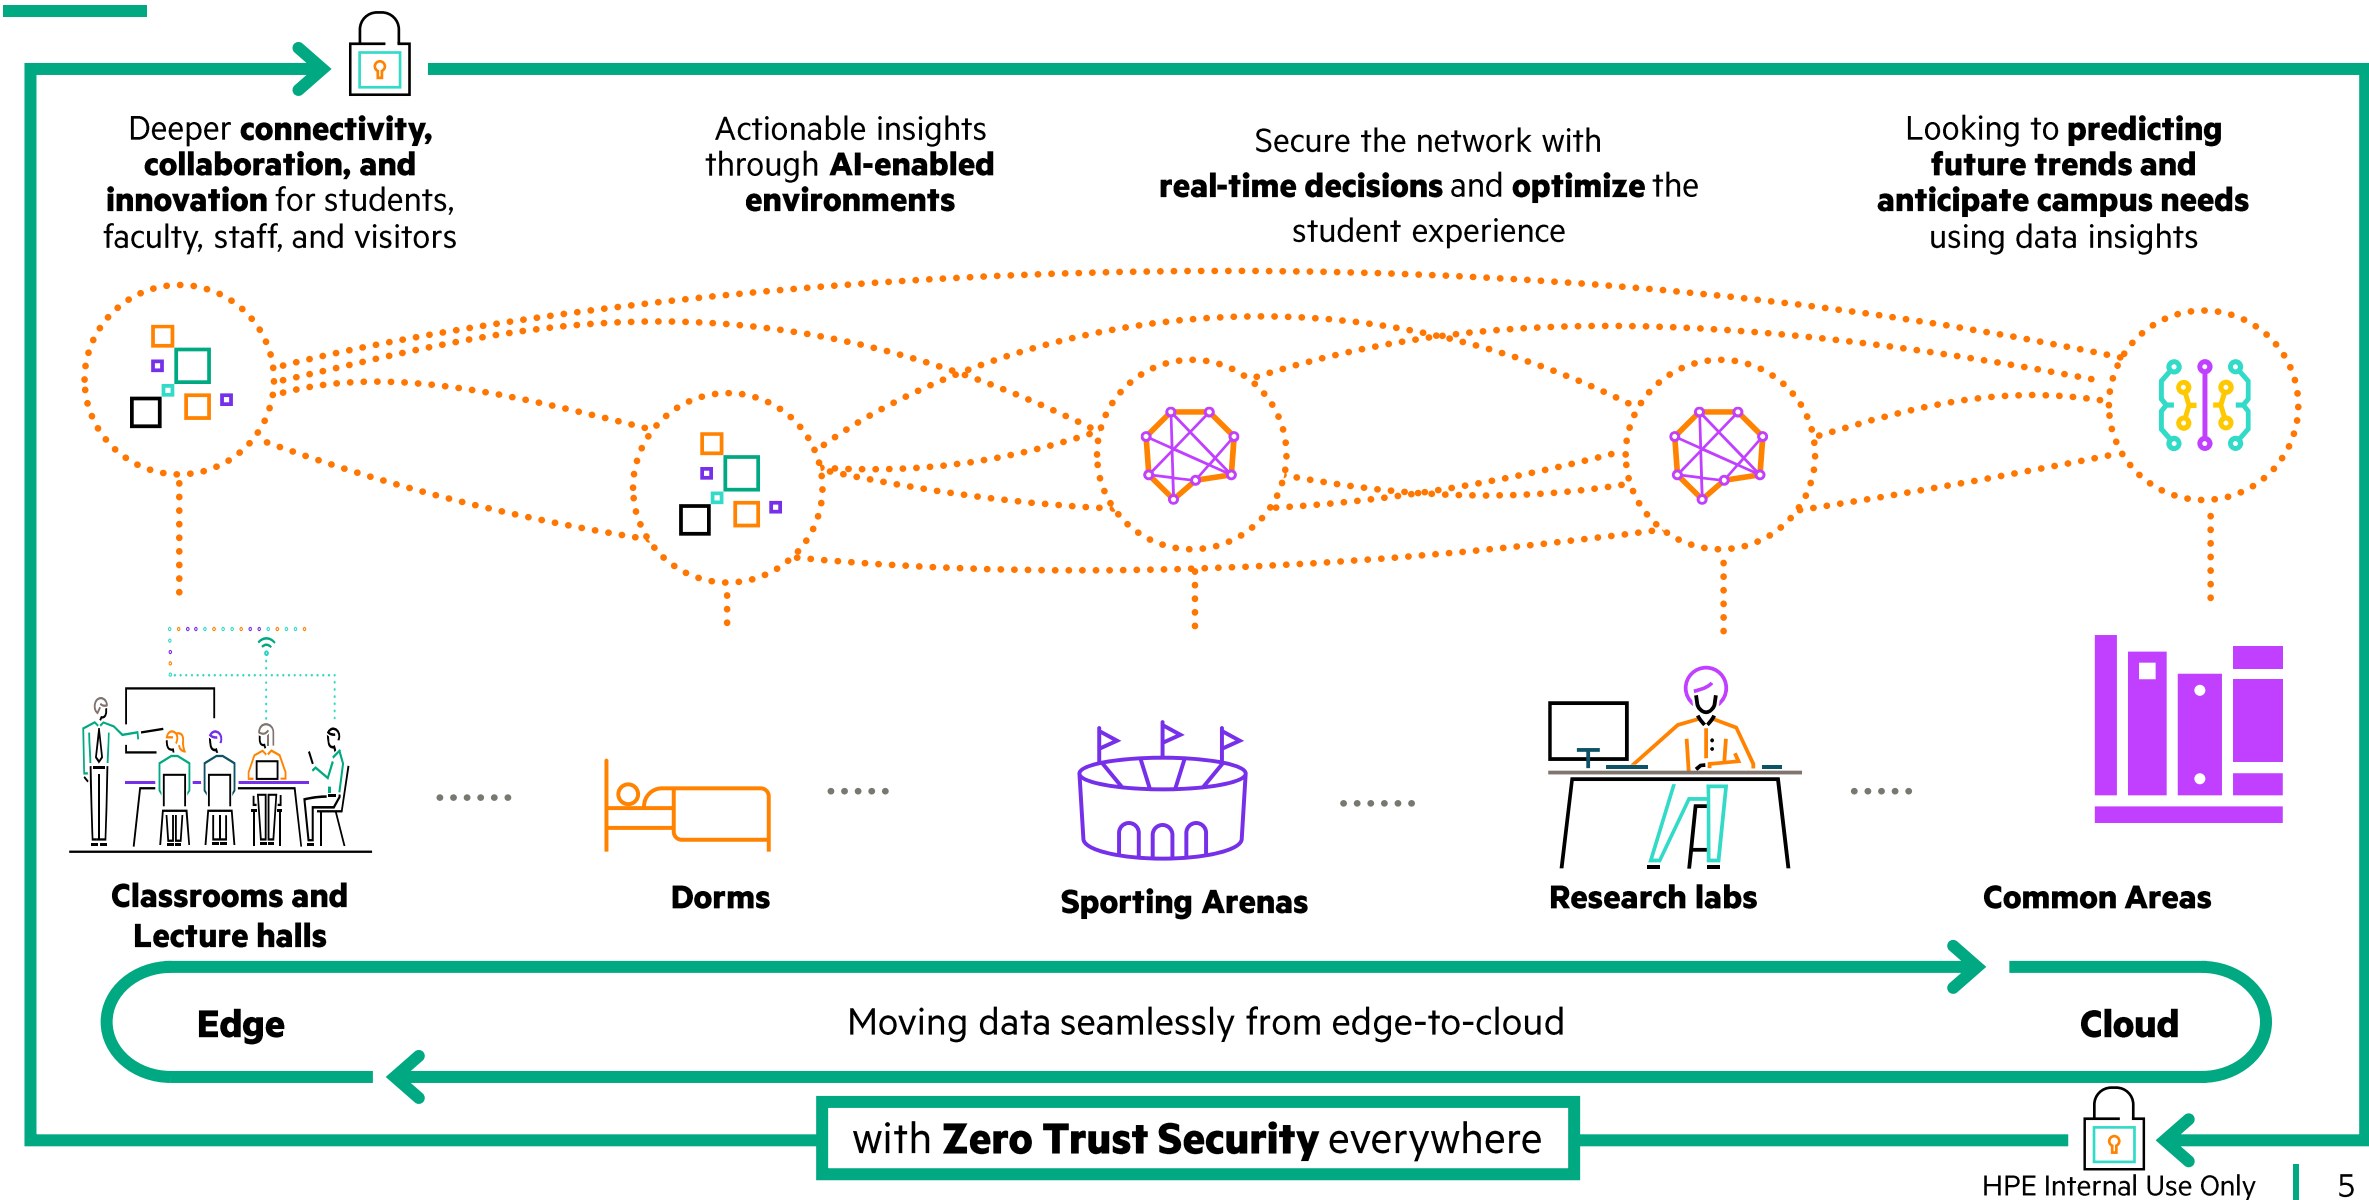 Deeper connectivity,
collaboration, and
innovation for students,
faculty, staff, and visitors
Actionable insights
through AI-enabled
environments
Secure the network with
real-time decisions and optimize the
student experience
Looking to predicting
future trends and
anticipate campus needs
using data insights
Classrooms and
Lecture halls
Dorms
Sporting Arenas
Research labs
Common Areas
Edge
Moving data seamlessly from edge-to-cloud
Cloud
with Zero Trust Security everywhere
HPE Internal Use Only
5